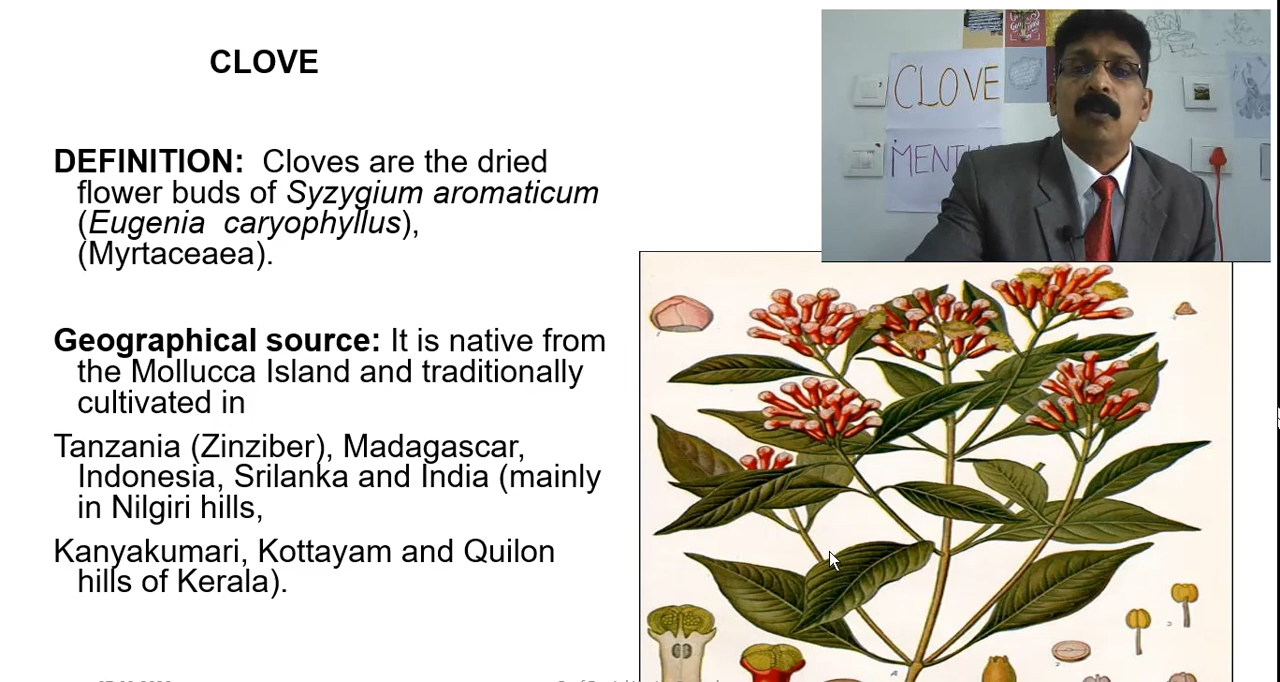 CLOVE
DEFINITION: Cloves are the dried
flower buds of Syzygium aromaticum
(Eugenia caryophyllus),
(Myrtaceaea).
Geographical source: It is native from
the Mollucca Island and traditionally
cultivated in
Tanzania (Zinziber), Madagascar,
Indonesia, Srilanka and India (mainly
in Nilgiri hills,
Kanyakumari, Kottayam and Quilon
hills of Kerala).
CLOVE